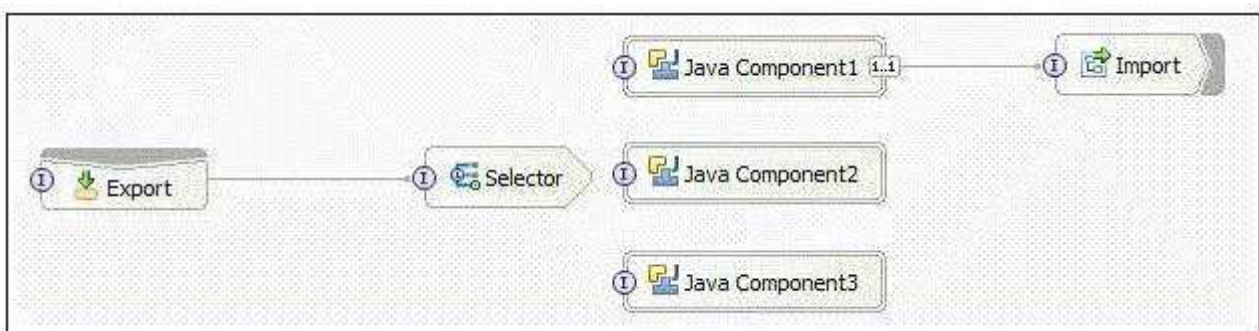 I Java Component1 1..1
I Import
I Export
I Selector
I Java Component2
I Java Component3